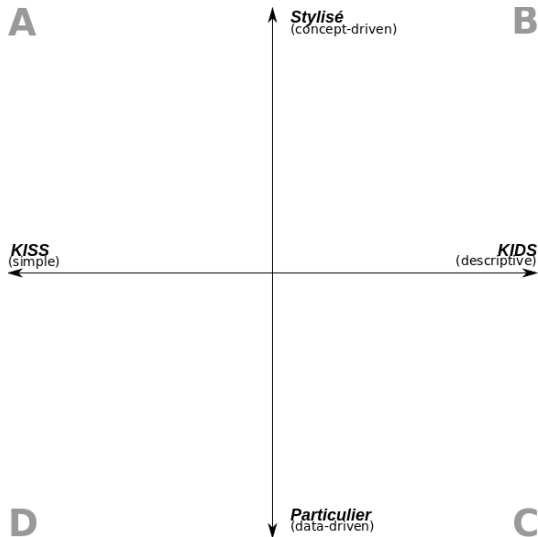 A
B
Stylisé
(concept-driven)
KISS
(simple)
KIDS
(descriptive)
Particulier
(data-driven)
D
C